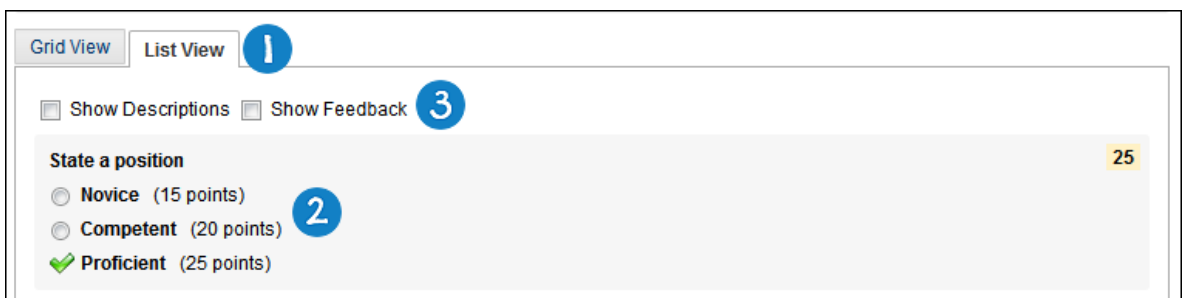 Grid View List View 1
Show Descriptions Show Feedback 3
State a position 25
Novice (15 points)
2
Competent (20 points)
Proficient (25 points)